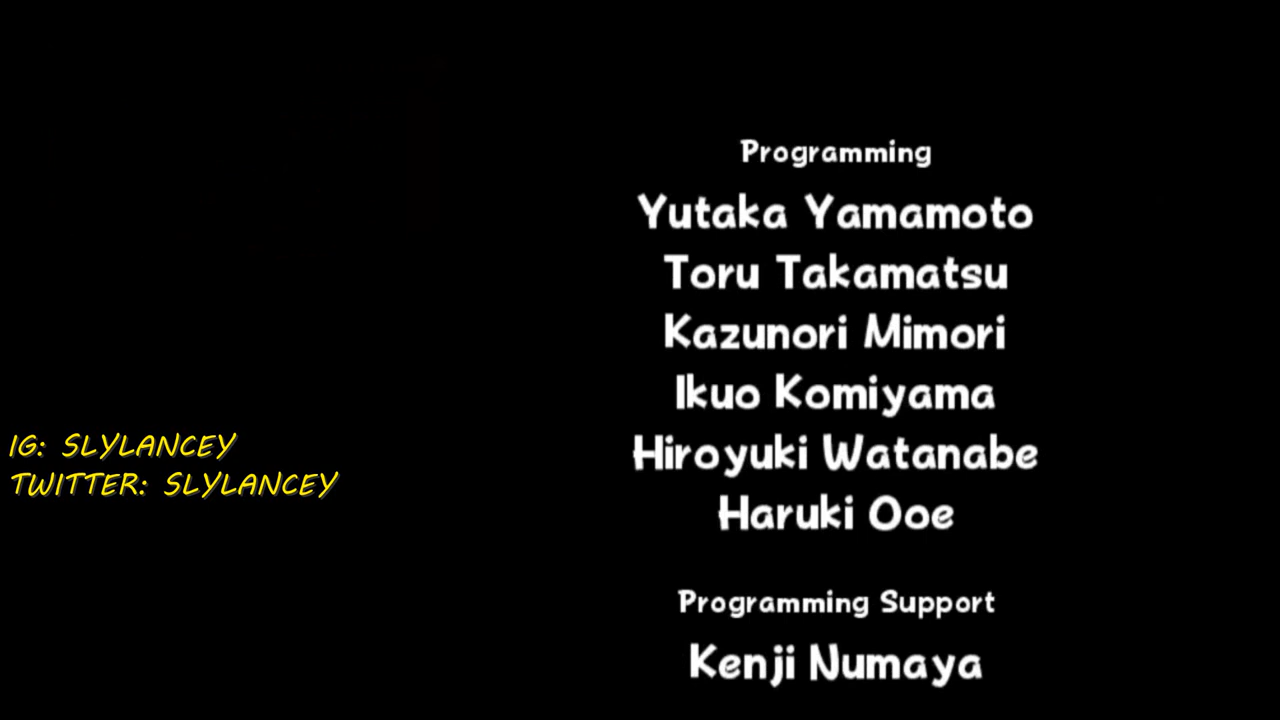 Programming
Yutaka Yamamoto
Toru Takamatsu
Kazunori Mimori
Ikuo Komiyama
Hiroyuki Watanabe
Haruki Ooe
Programming Support
Kenji Numaya
IG: SLYLANCEY
TWITTER: SLYLANCEY